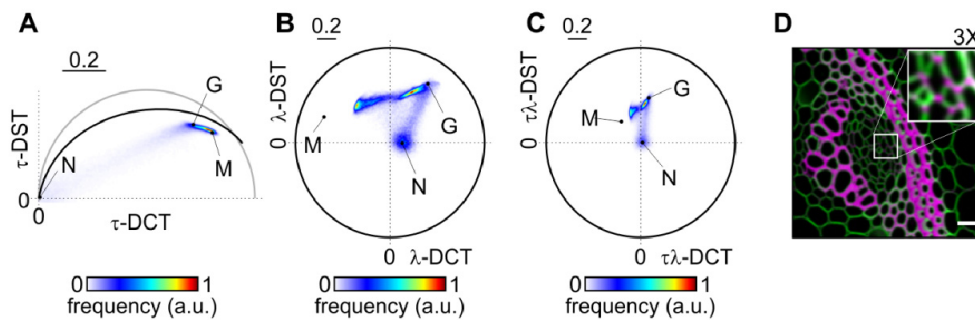 A
0.2
τ-DST
G
N
M
0
0
τ-DCT
0
1
frequency (a.u.)
B
0.2
λ-DST
0
M
G
N
0
λ-DCT
0
1
frequency (a.u.)
C
0.2
τλ-DST
0
M
G
N
0
τλ-DCT
0
1
frequency (a.u.)
D
3X